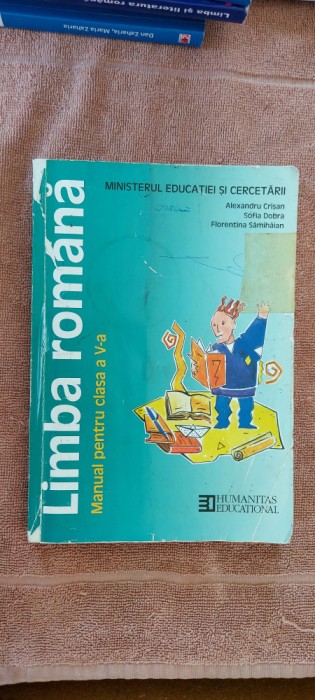 Limba și literatura română
Dan Zaharia, Maria Zaharia
MINISTERUL EDUCAȚIEI ȘI CERCETĂRII
Alexandru Crișan
Sofia Dobra
Florentina Sâmihăian
Limba română
Manual pentru clasa a V-a
HUMANITAS
EDUCAȚIONAL